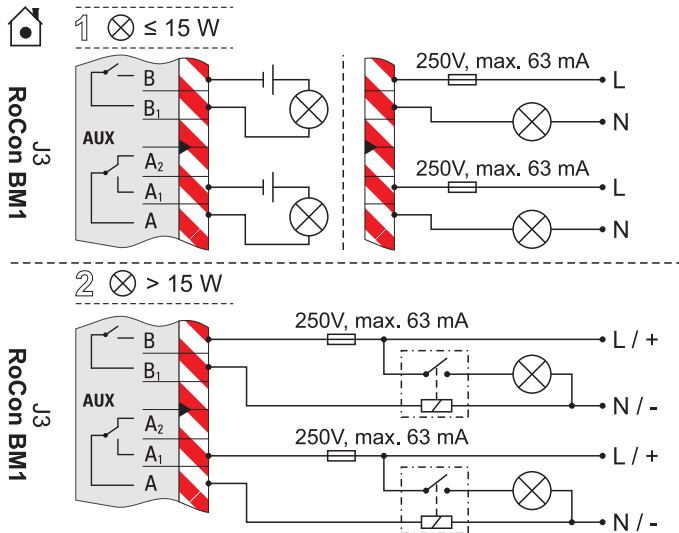 1 ⊗ ≤ 15 W
RoCon BM1
J3
AUX
B
B₁
A₂
A₁
A
250V, max. 63 mA
L
N
250V, max. 63 mA
L
N
2 ⊗ > 15 W
RoCon BM1
J3
AUX
B
B₁
A₂
A₁
A
250V, max. 63 mA
L / +
N / -
250V, max. 63 mA
L / +
N / -